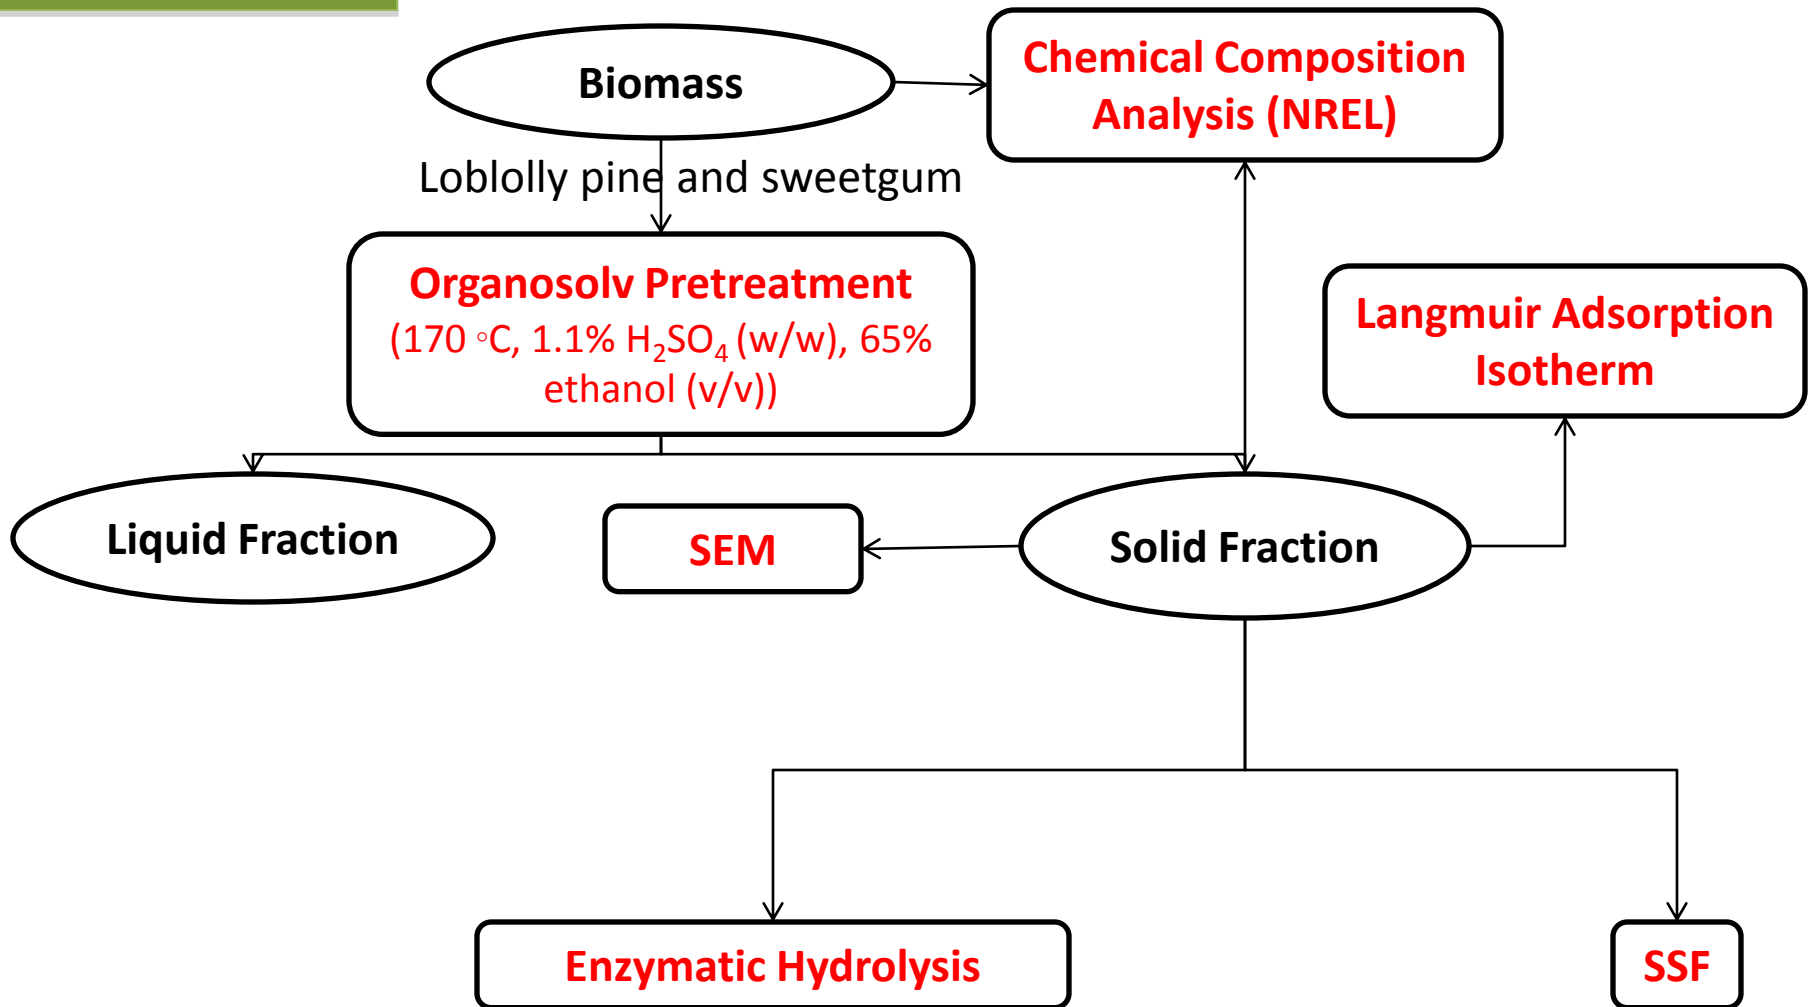 Biomass
Chemical Composition
Analysis (NREL)
Loblolly pine and sweetgum
Organosolv Pretreatment
(170 °C, 1.1% H₂SO₄ (w/w), 65%
ethanol (v/v))
Langmuir Adsorption
Isotherm
Liquid Fraction
SEM
Solid Fraction
Enzymatic Hydrolysis
SSF